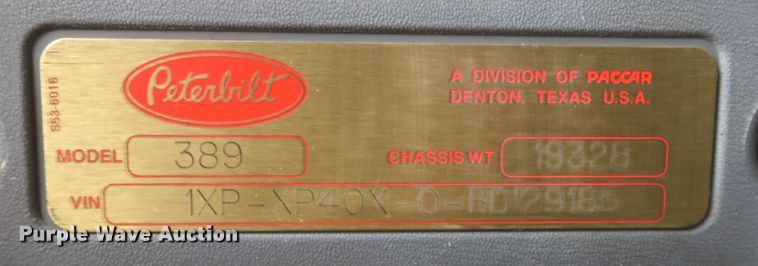 S53-6016
Peterbilt
A DIVISION OF PACCAR
DENTON, TEXAS U.S.A.
MODEL 389 CHASSIS WT 19328
VIN 1XP-XP40X-0-RD129185
Purple Wave Auction